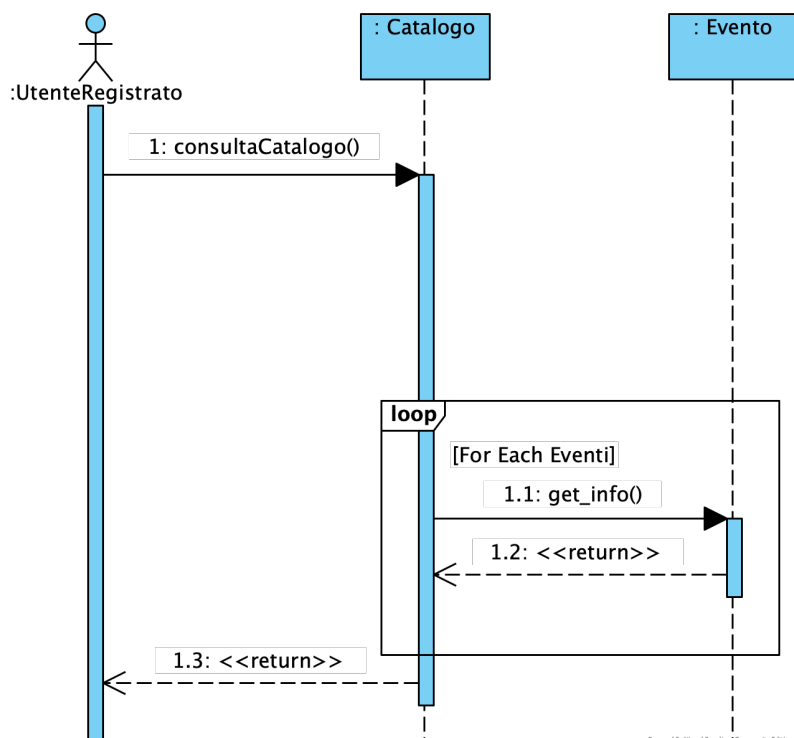 : Catalogo
: Evento
:UtenteRegistrato
1: consultaCatalogo()
loop
[For Each Eventi]
1.1: get_info()
1.2: <<return>>
1.3: <<return>>